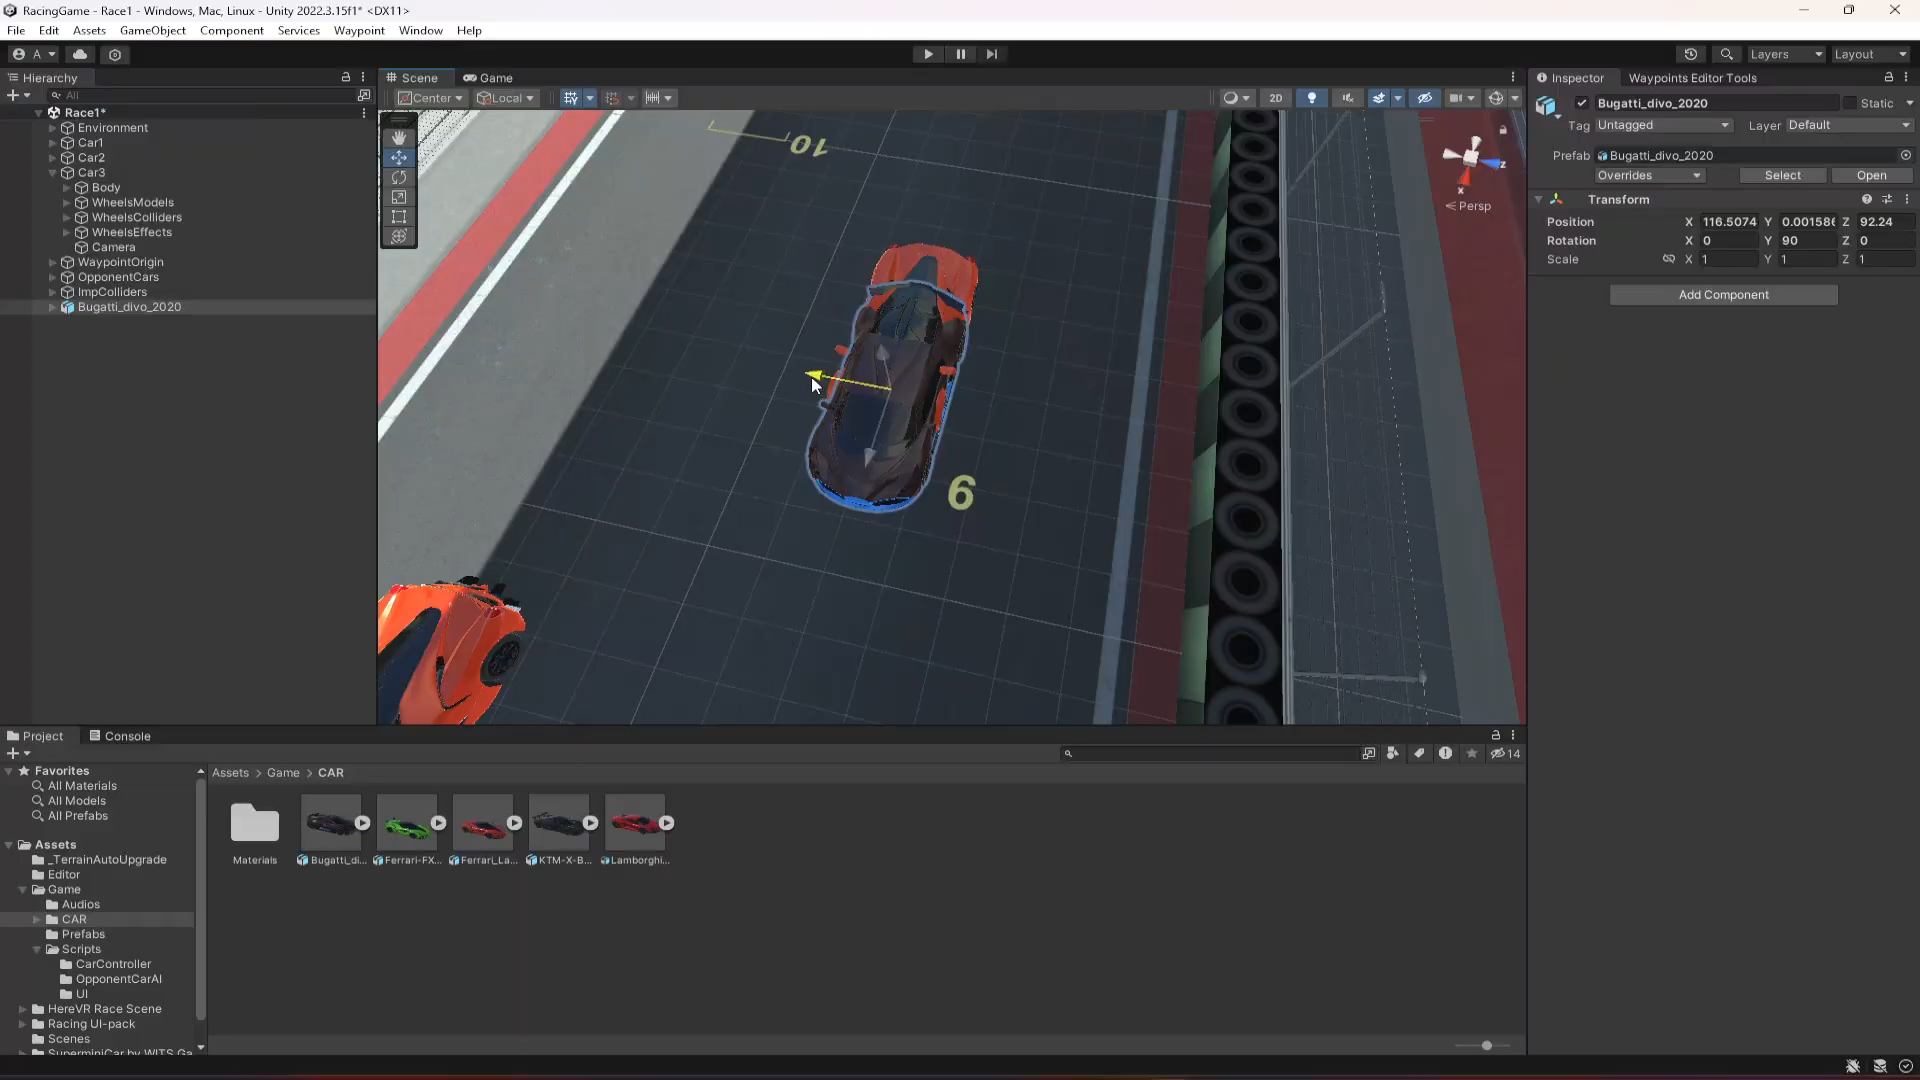 RacingGame - Race1 - Windows, Mac, Linux - Unity 2022.3.15f1* <DX11>
File Edit Assets GameObject Component Services Waypoint Window Help
A Layers Layout
Hierarchy
All
Race1*
Environment
Car1
Car2
Car3
Body
WheelsModels
WheelsColliders
WheelsEffects
Camera
WaypointOrigin
OpponentCars
ImpColliders
Bugatti_divo_2020
Scene Game
Center Local 2D
10
6
z
x
< Persp
Inspector Waypoints Editor Tools
Bugatti_divo_2020 Static
Tag Untagged Layer Default
Prefab Bugatti_divo_2020
Overrides Select Open
Transform
Position X 116.5074 Y 0.00158 Z 92.24
Rotation X 0 Y 90 Z 0
Scale X 1 Y 1 Z 1
Add Component
Project Console
14
Favorites
All Materials
All Models
All Prefabs
Assets
_TerrainAutoUpgrade
Editor
Game
Audios
CAR
Prefabs
Scripts
CarController
OpponentCarAI
UI
HereVR Race Scene
Racing UI-pack
Scenes
SuperminiCar by WITS Ga
Assets > Game > CAR
Materials Bugatti_di... Ferrari-FX... Ferrari_La... KTM-X-B... Lamborghi...